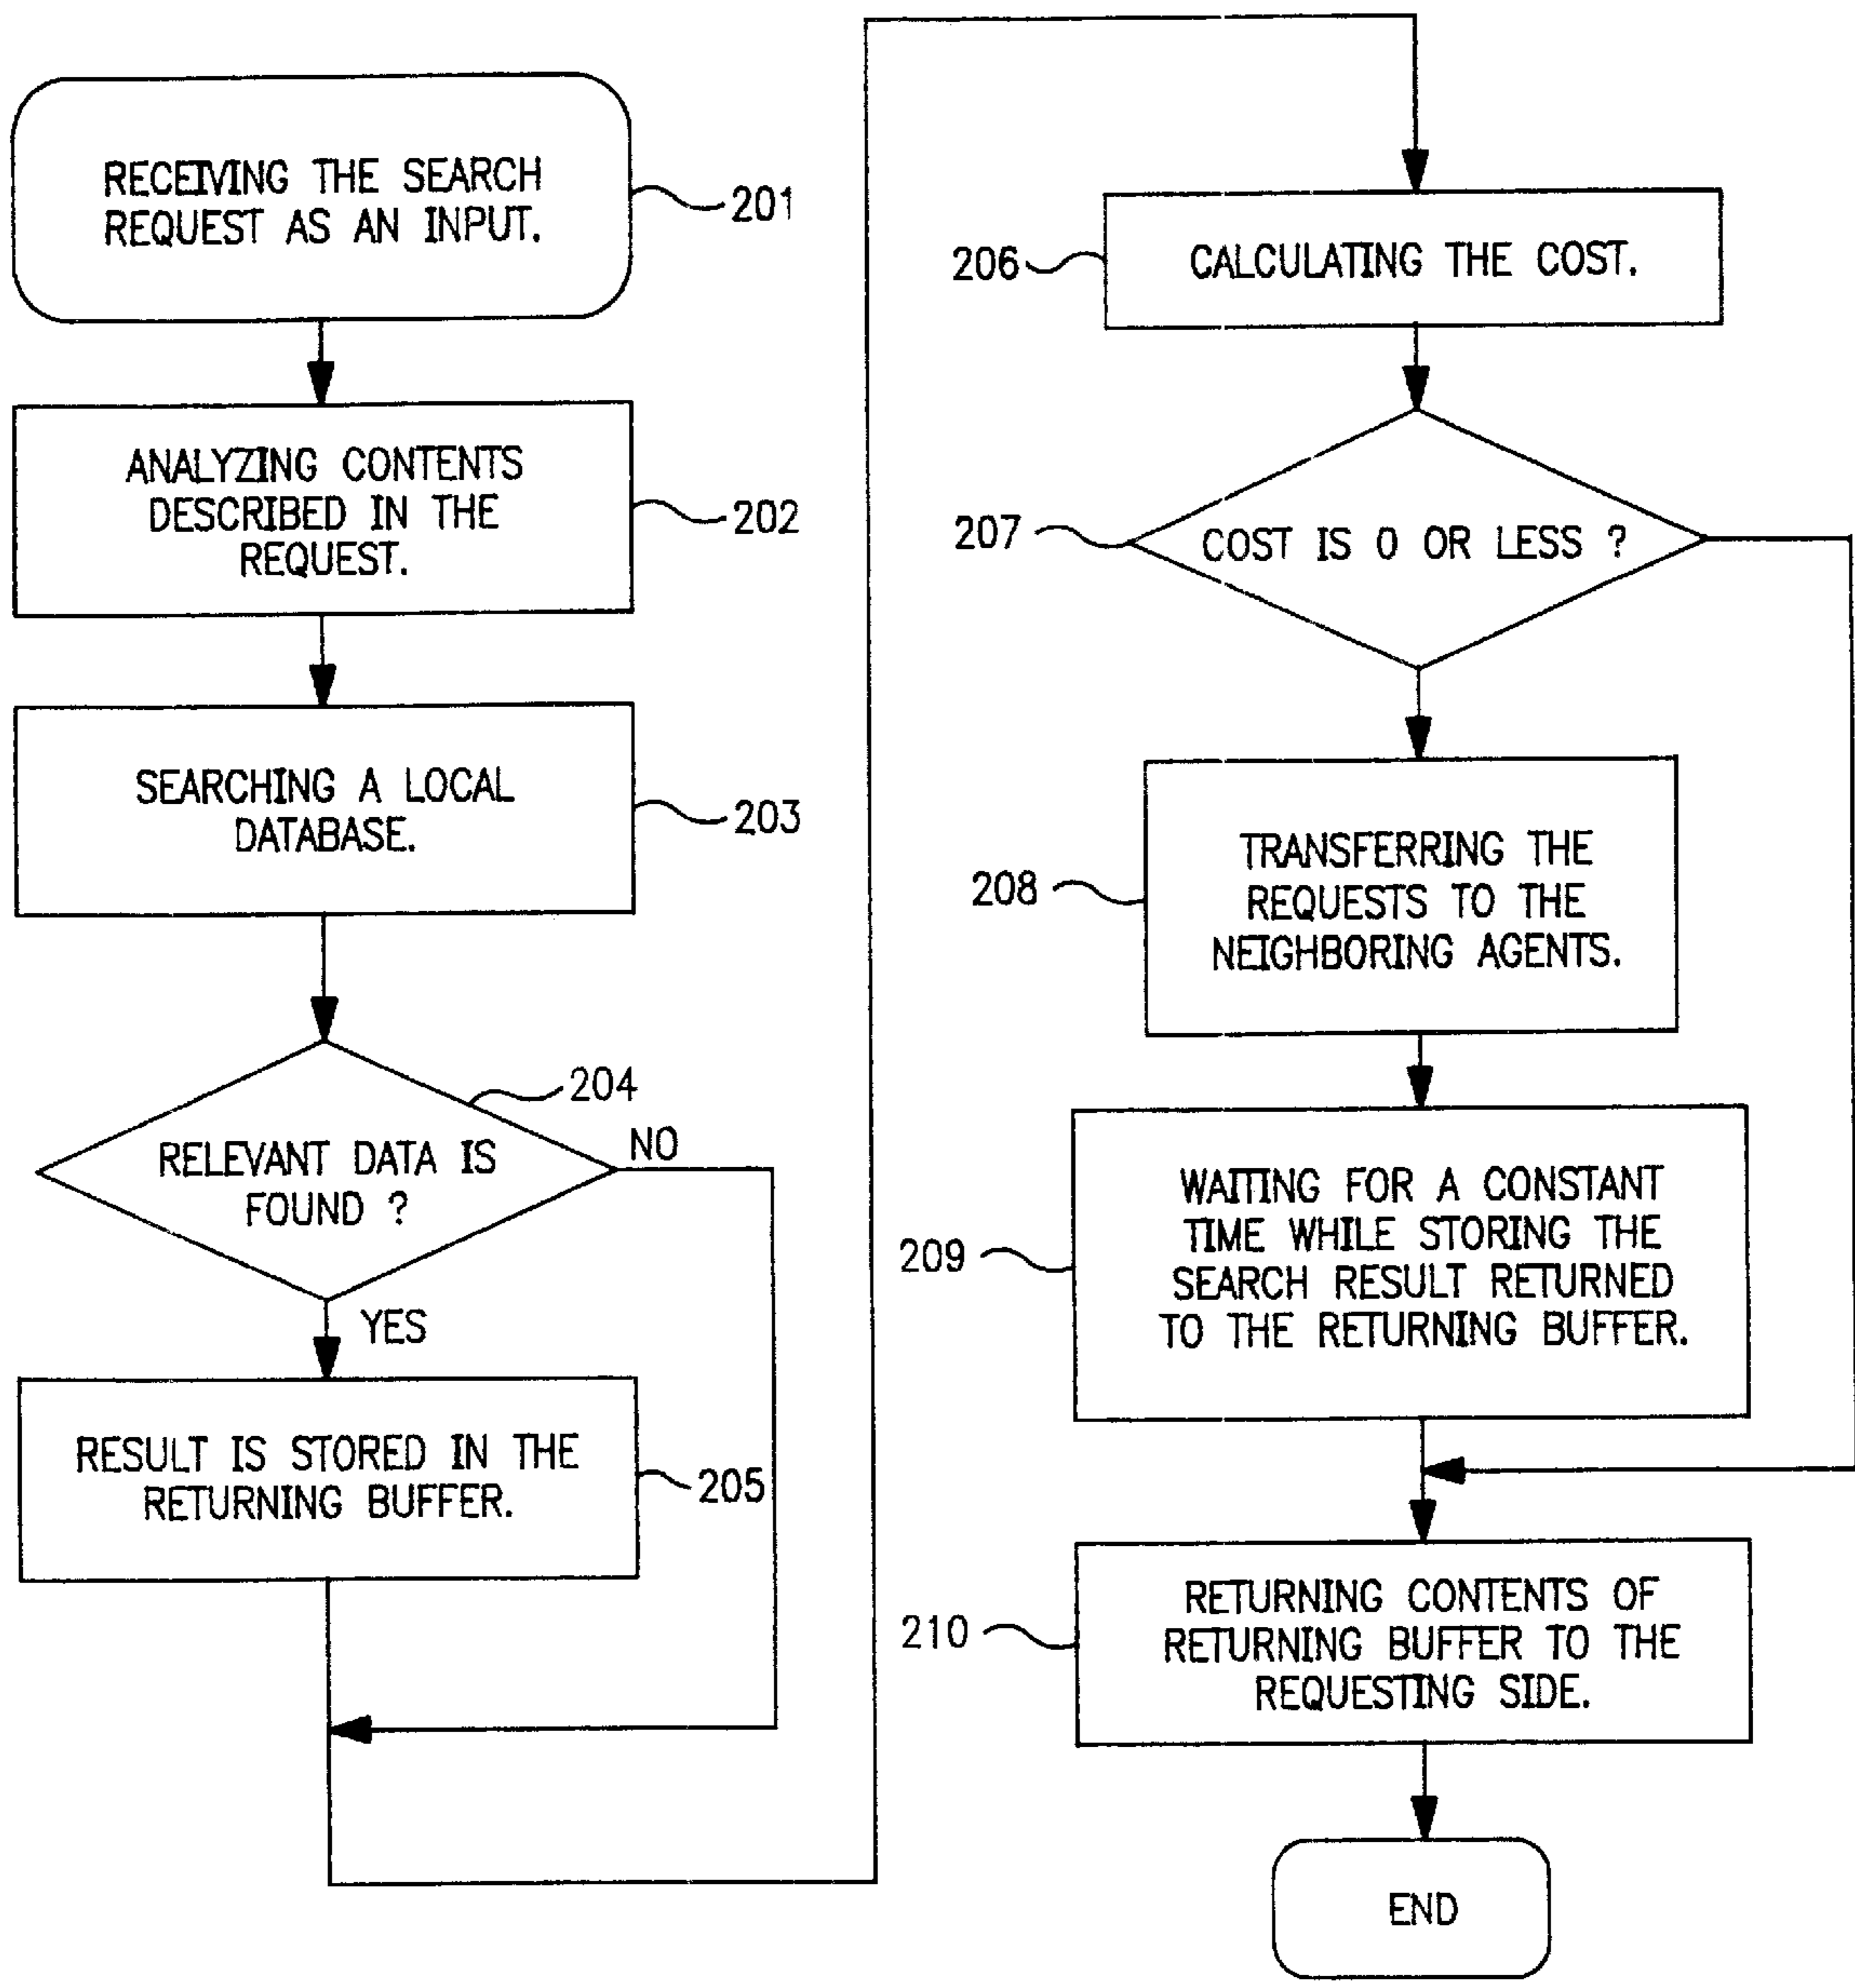 RECEIVING THE SEARCH
REQUEST AS AN INPUT.
201
ANALYZING CONTENTS
DESCRIBED IN THE
REQUEST.
202
SEARCHING A LOCAL
DATABASE.
203
204
RELEVANT DATA IS
FOUND ?
NO
YES
RESULT IS STORED IN THE
RETURNING BUFFER.
205
206
CALCULATING THE COST.
207
COST IS 0 OR LESS ?
208
TRANSFERRING THE
REQUESTS TO THE
NEIGHBORING AGENTS.
209
WAITING FOR A CONSTANT
TIME WHILE STORING THE
SEARCH RESULT RETURNED
TO THE RETURNING BUFFER.
210
RETURNING CONTENTS OF
RETURNING BUFFER TO THE
REQUESTING SIDE.
END